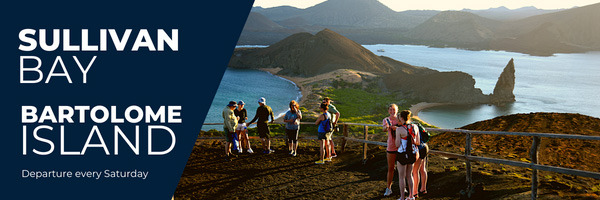 SULLIVAN
BAY
BARTOLOME
ISLAND
Departure every Saturday